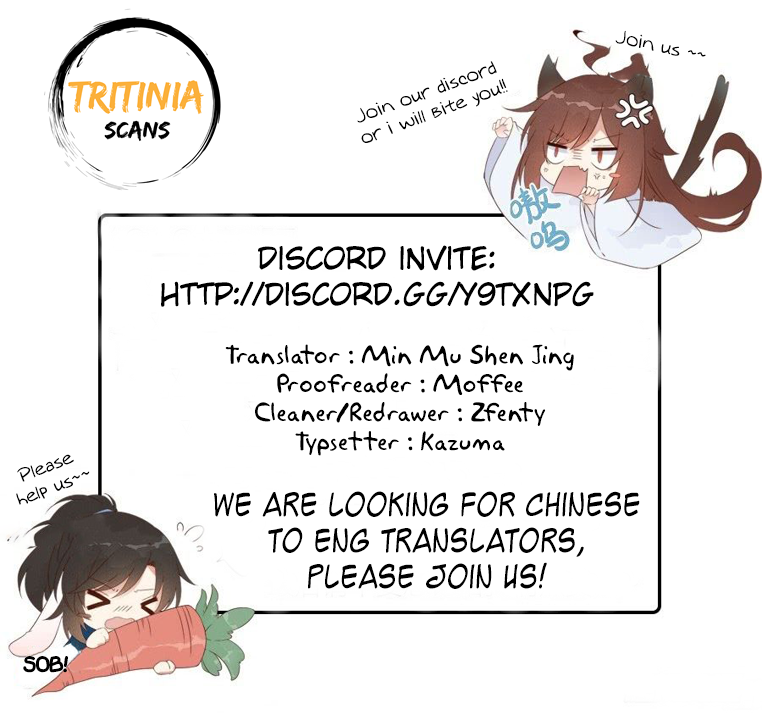 TRITINIA
SCANS
Join us ~~
Join our discord
or i will Bite you!!
嗷
呜
DISCORD INVITE:
HTTP://DISCORD.GG/Y9TXNPG
Translator : Min Mu Shen Jing
Proofreader : Moffee
Cleaner/Redrawer : Zfenty
Typsetter : Kazuma
Please
help us~~
WE ARE LOOKING FOR CHINESE
TO ENG TRANSLATORS,
PLEASE JOIN US!
SOB!